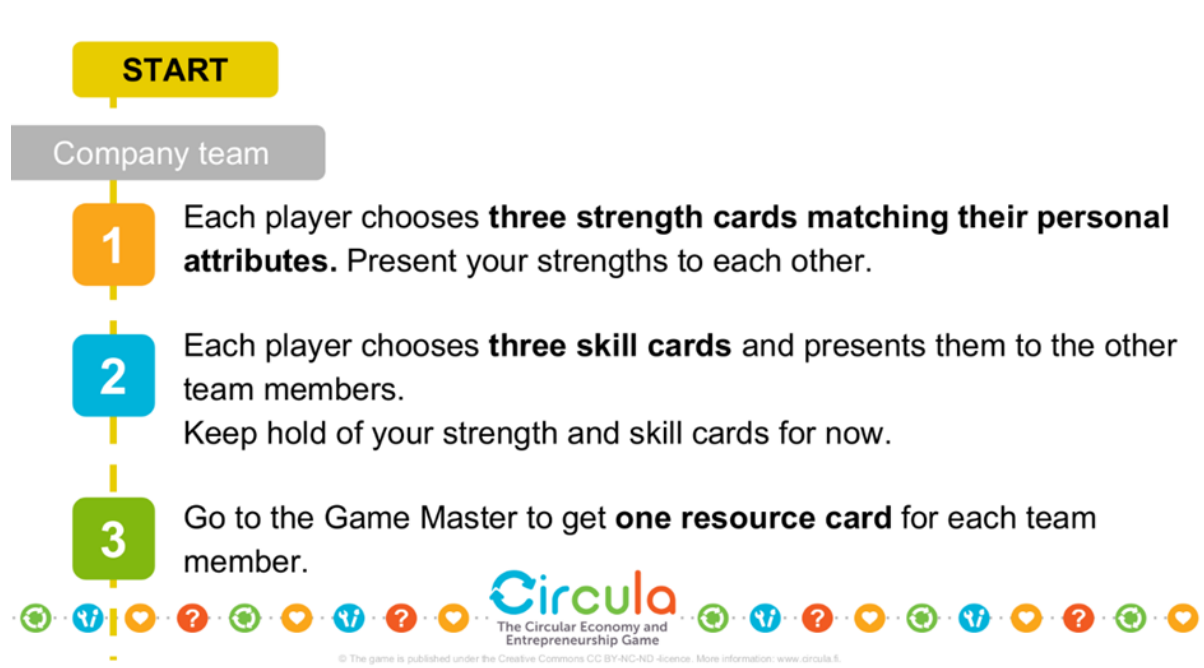 START
Company team
1
Each player chooses three strength cards matching their personal
attributes. Present your strengths to each other.
2
Each player chooses three skill cards and presents them to the other
team members.
Keep hold of your strength and skill cards for now.
3
Go to the Game Master to get one resource card for each team
member.
Circula
The Circular Economy and
Entrepreneurship Game
© The game is published under the Creative Commons CC BY-NC-ND -licence. More information: www.circula.fi.